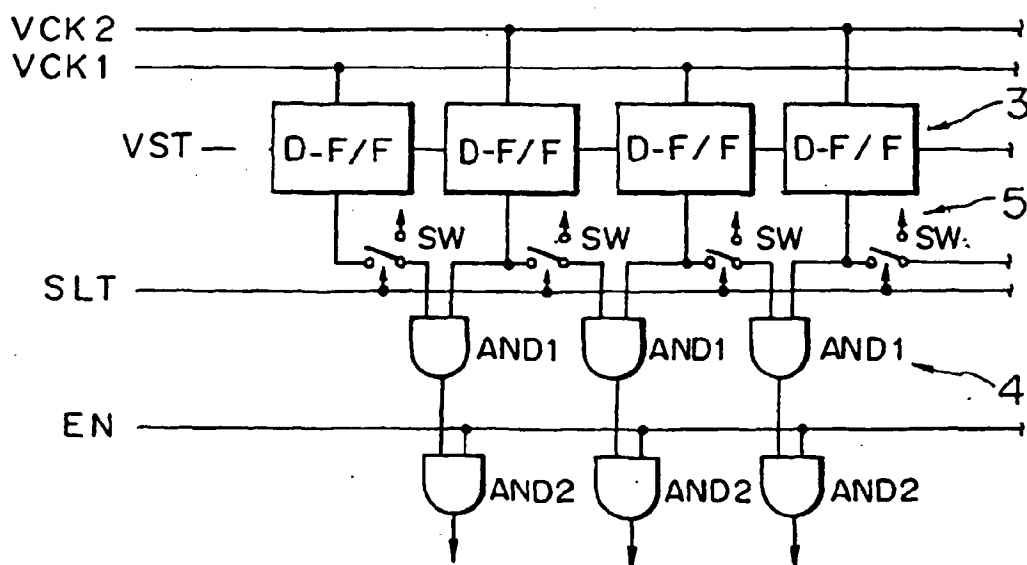 VCK2
VCK1
3
VST D-F/F D-F/F D-F/F D-F/F
5
SW SW SW SW
SLT
AND1 AND1 AND1
4
EN
AND2 AND2 AND2